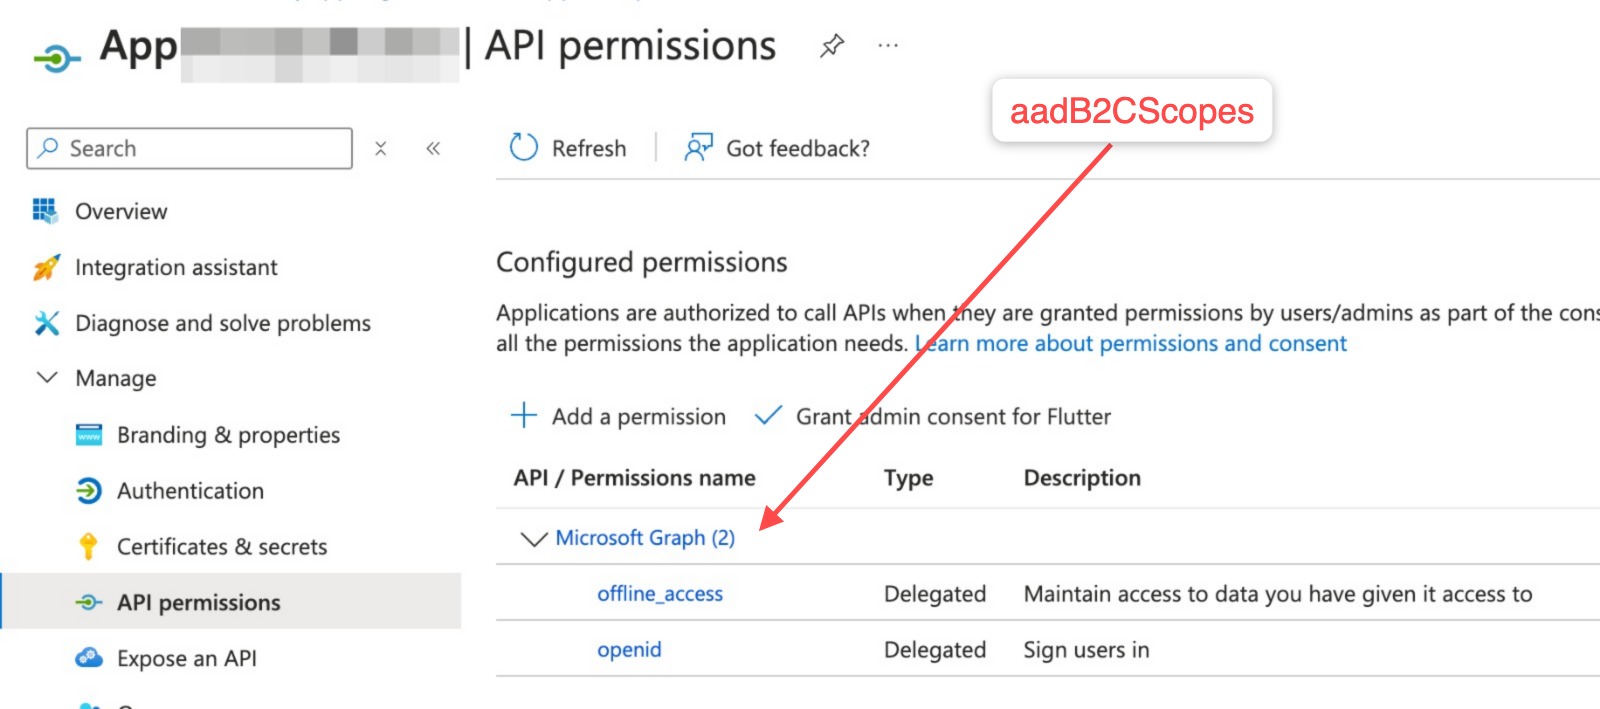 App | API permissions
aadB2CScopes
Search
Refresh
Got feedback?
Overview
Integration assistant
Diagnose and solve problems
Manage
Branding & properties
Authentication
Certificates & secrets
API permissions
Expose an API
Configured permissions
Applications are authorized to call APIs when they are granted permissions by users/admins as part of the
all the permissions the application needs. Learn more about permissions and consent
Add a permission
Grant admin consent for Flutter
API / Permissions name Type Description
Microsoft Graph (2)
offline_access Delegated Maintain access to data you have given it access to
openid Delegated Sign users in